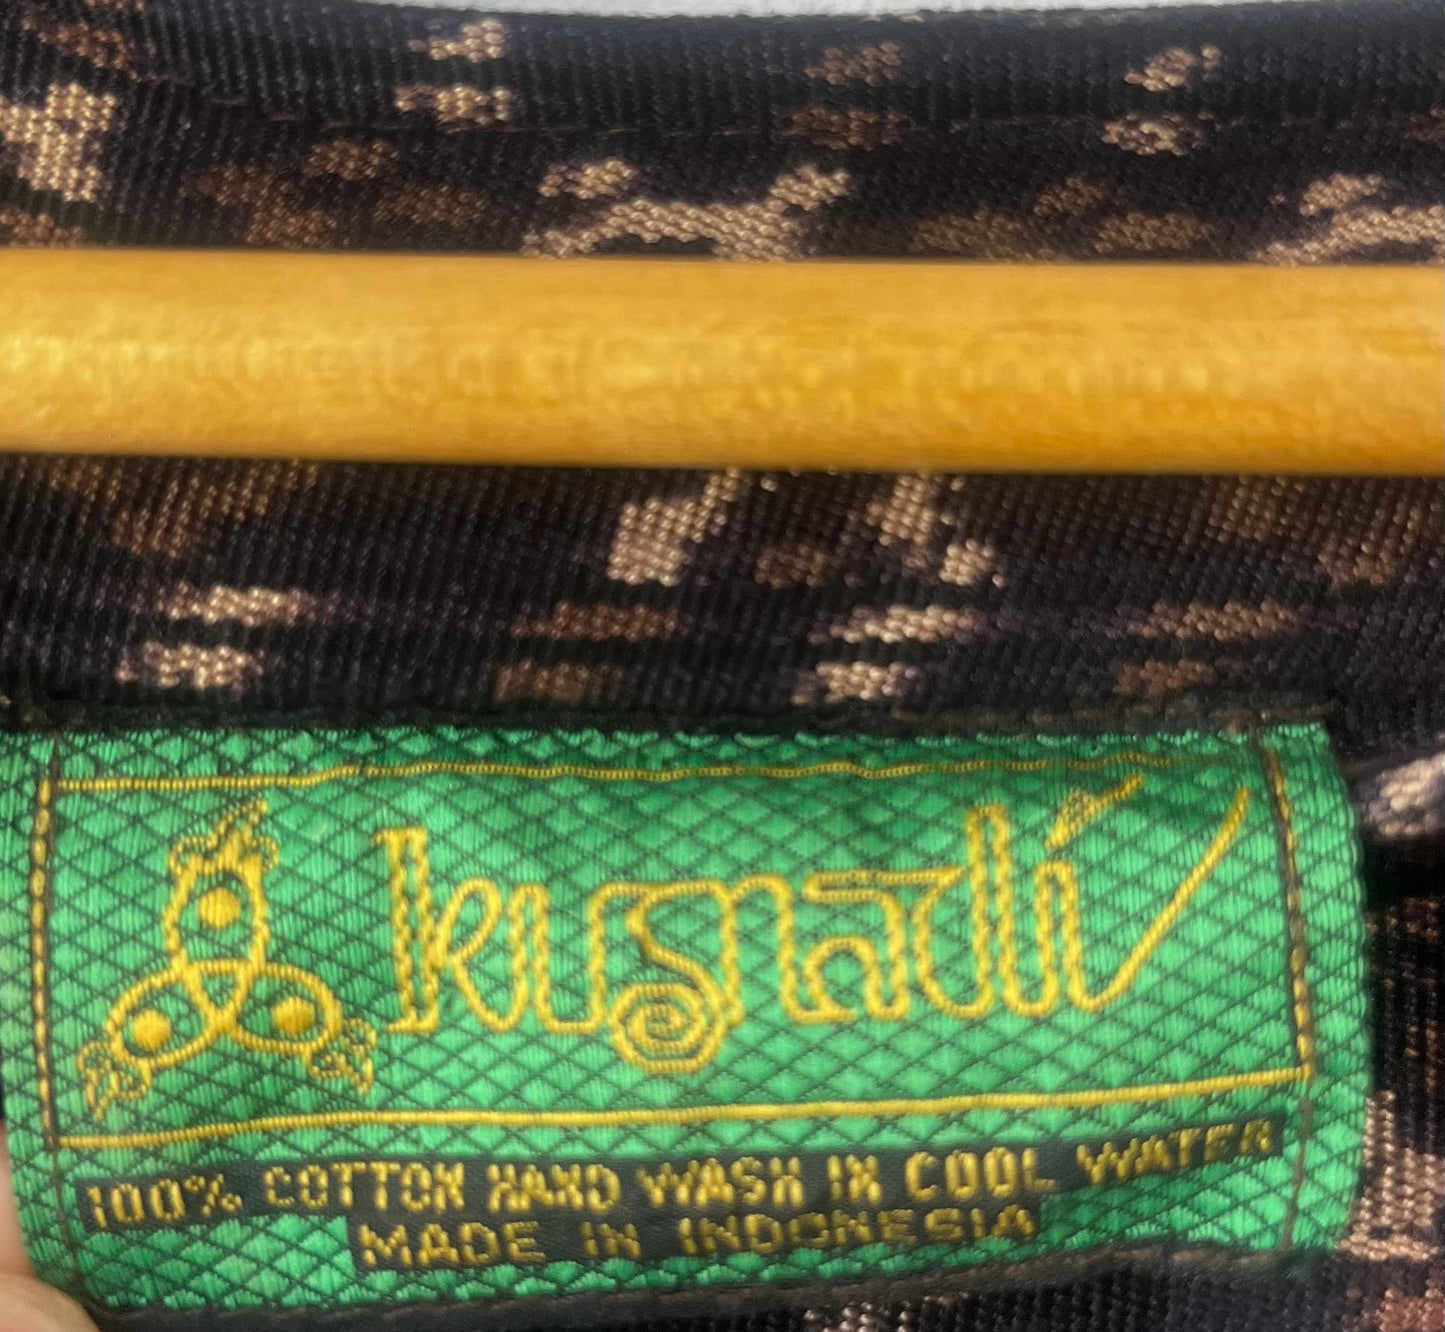 kusnadi
100% COTTON HAND WASH IN COOL WATER
MADE IN INDONESIA